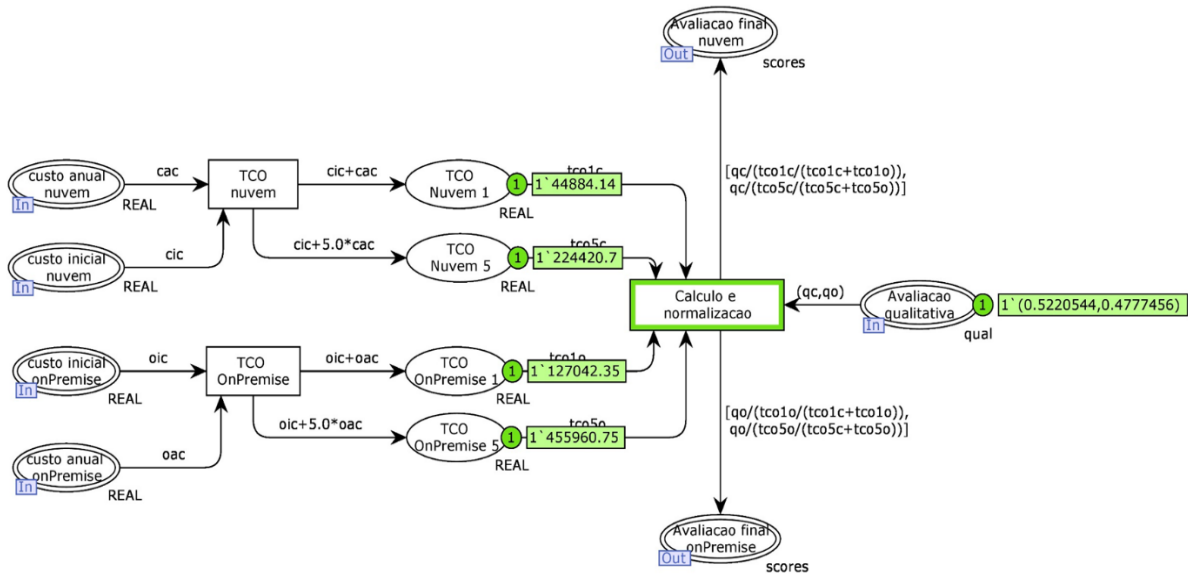 Avaliacao final
nuvem
Out
scores
custo anual
nuvem
In
REAL
cac
TCO
nuvem
cic+cac
TCO
Nuvem 1
REAL
1
1`44884.14
tco1c
[qc/(tco1c/(tco1c+tco1o)),
qc/(tco5c/(tco5c+tco5o))]
custo inicial
nuvem
In
REAL
cic
cic+5.0*cac
TCO
Nuvem 5
REAL
1
1`224420.7
tco5c
Calculo e
normalizacao
(qc,qo)
Avaliacao
qualitativa
In
qual
1
1`(0.5220544,0.4777456)
custo inicial
onPremise
In
REAL
oic
TCO
OnPremise
oic+oac
TCO
OnPremise 1
REAL
1
1`127042.35
tco1o
custo anual
onPremise
In
REAL
oac
oic+5.0*oac
TCO
OnPremise 5
REAL
1
1`455960.75
tco5o
[qo/(tco1o/(tco1c+tco1o)),
qo/(tco5o/(tco5c+tco5o))]
Avaliacao final
onPremise
Out
scores